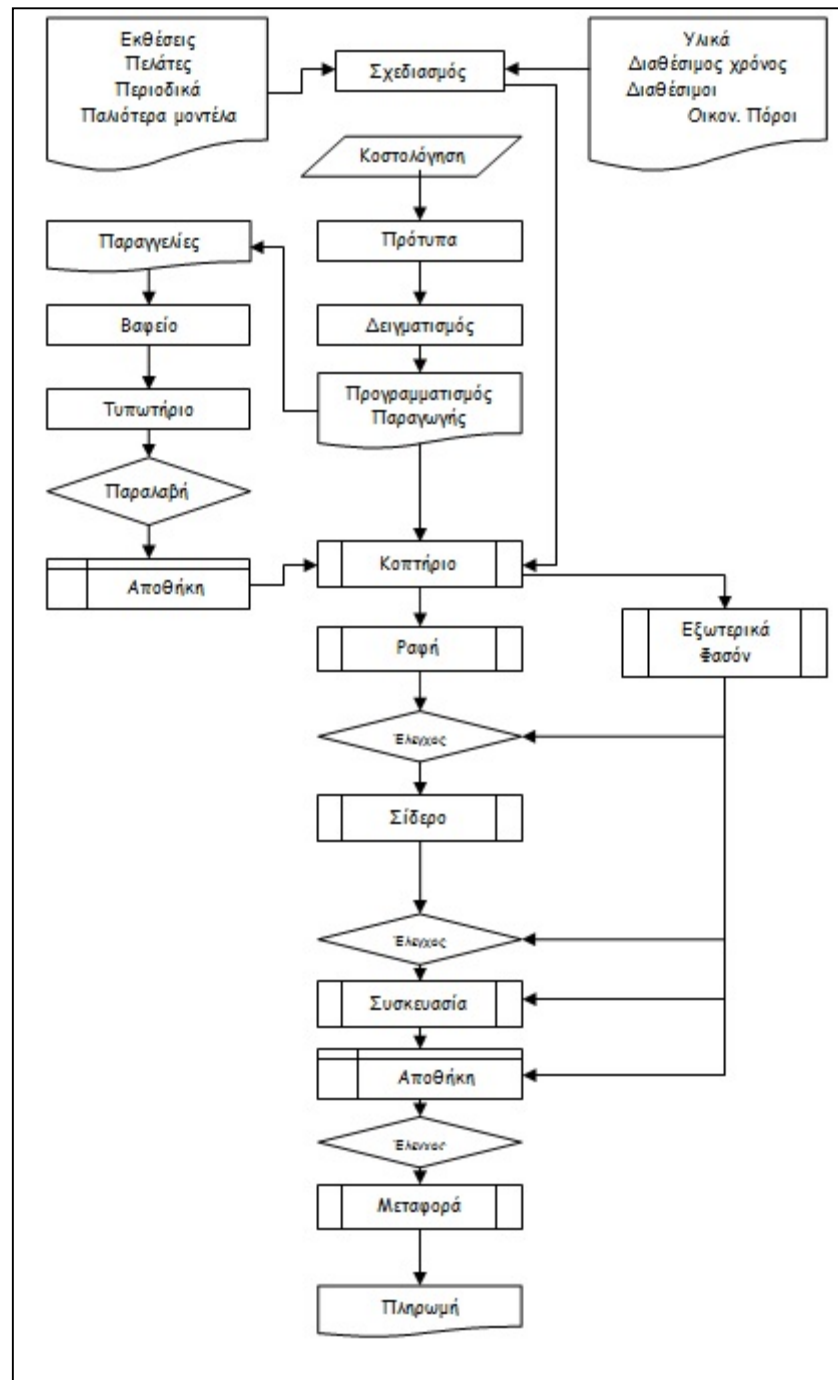 Εκθέσεις
Πελάτες
Περιοδικά
Παλιότερα μοντέλα
Σχεδιασμός
Υλικά
Διαθέσιμος χρόνος
Διαθέσιμοι
Οικον. Πόροι
Κοστολόγηση
Παραγγελίες
Πρότυπα
Βαφείο
Δειγματισμός
Τυπωτήριο
Προγραμματισμός
Παραγωγής
Παραλαβή
Αποθήκη
Κοπτήριο
Εξωτερικά
Φασόν
Ραφή
Έλεγχος
Σίδερο
Έλεγχος
Συσκευασία
Αποθήκη
Έλεγχος
Μεταφορά
Πληρωμή